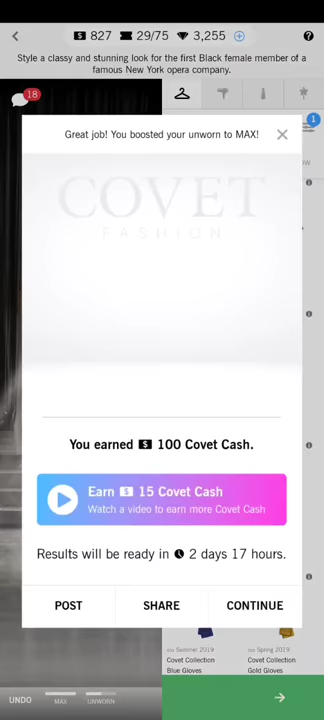 827 29/75 3,255
Style a classy and stunning look for the first Black female member of a
famous New York opera company.
18
1
Great job! You boosted your unworn to MAX!
COVET
FASHION
You earned $ 100 Covet Cash.
Earn $ 15 Covet Cash
Watch a video to earn more Covet Cash
Results will be ready in 2 days 17 hours.
POST SHARE CONTINUE
Summer 2019
Covet Collection
Blue Gloves
Spring 2019
Covet Collection
Gold Gloves
UNDO MAX UNWORN